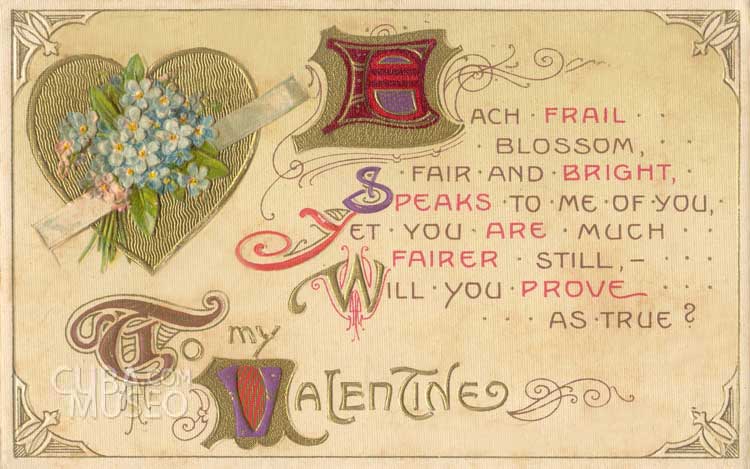 EACH · FRAIL · ·
· BLOSSOM, · ·
· FAIR · AND · BRIGHT, ·
SPEAKS · TO · ME · OF · YOU, ·
YET · YOU · ARE · MUCH ·
FAIRER · STILL, – · · ·
WILL · YOU · PROVE · · ·
· · · AS · TRUE ?
To my
VALENTINE
CUBA COM
MUSEO